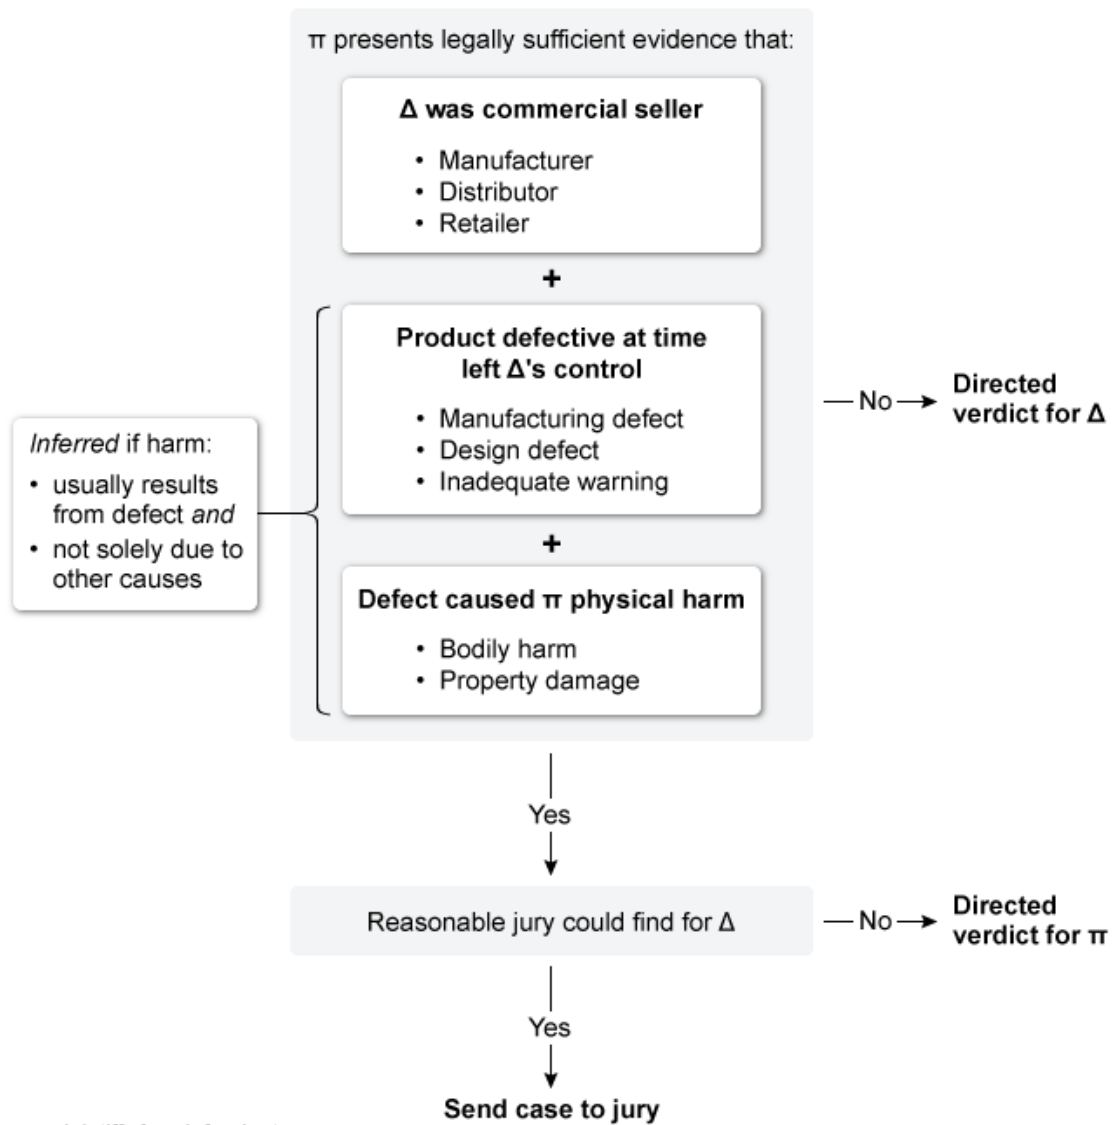 π presents legally sufficient evidence that:
Δ was commercial seller
• Manufacturer
• Distributor
• Retailer
+
Product defective at time
left Δ's control
• Manufacturing defect
• Design defect
• Inadequate warning
No
Directed
verdict for Δ
Inferred if harm:
• usually results
from defect and
• not solely due to
other causes
+
Defect caused π physical harm
• Bodily harm
• Property damage
Yes
Reasonable jury could find for Δ
No
Directed
verdict for π
Yes
Send case to jury